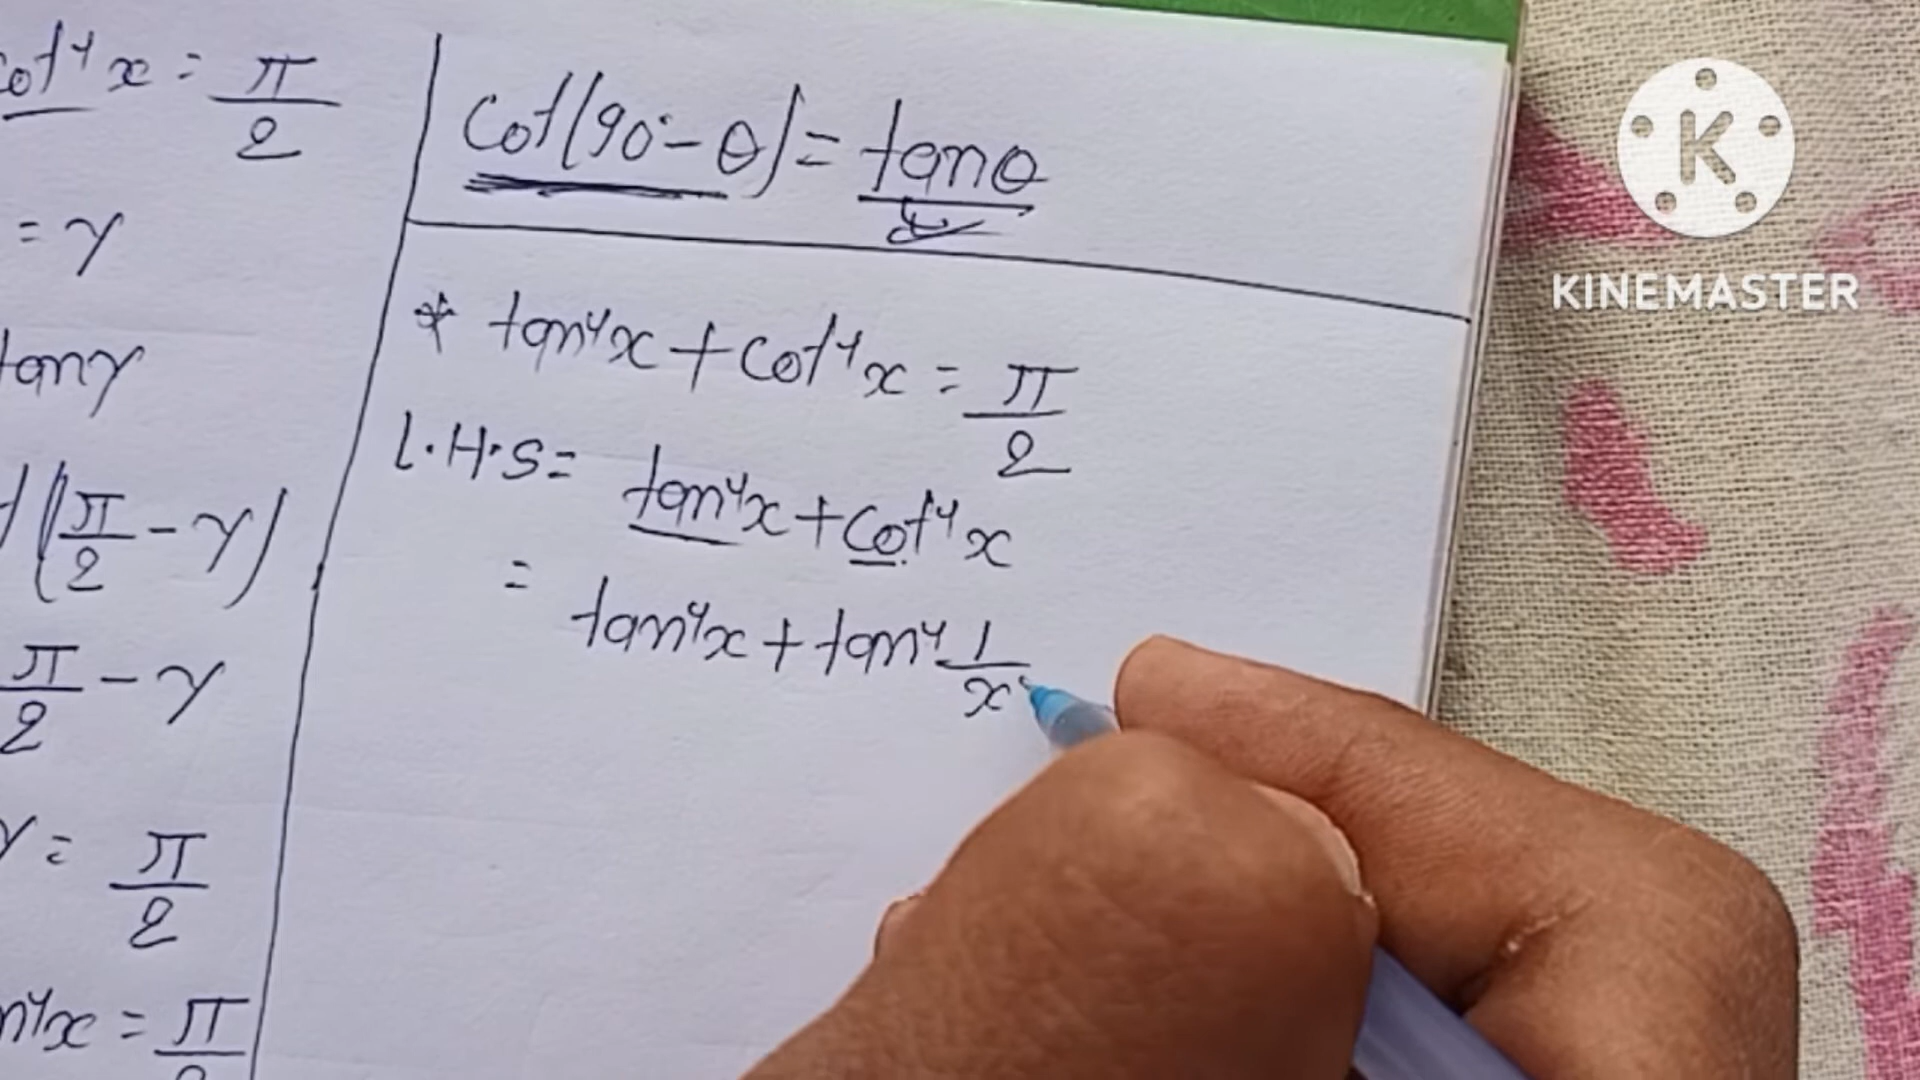 cot⁻¹x = π/2
= y
tany
(π/2 - y)
π/2 - y
y = π/2
x = π
cot(90° - θ) = tanθ
* tan⁻¹x + cot⁻¹x = π/2
L.H.S = tan⁻¹x + cot⁻¹x
= tan⁻¹x + tan⁻¹ 1/x
K
KINEMASTER